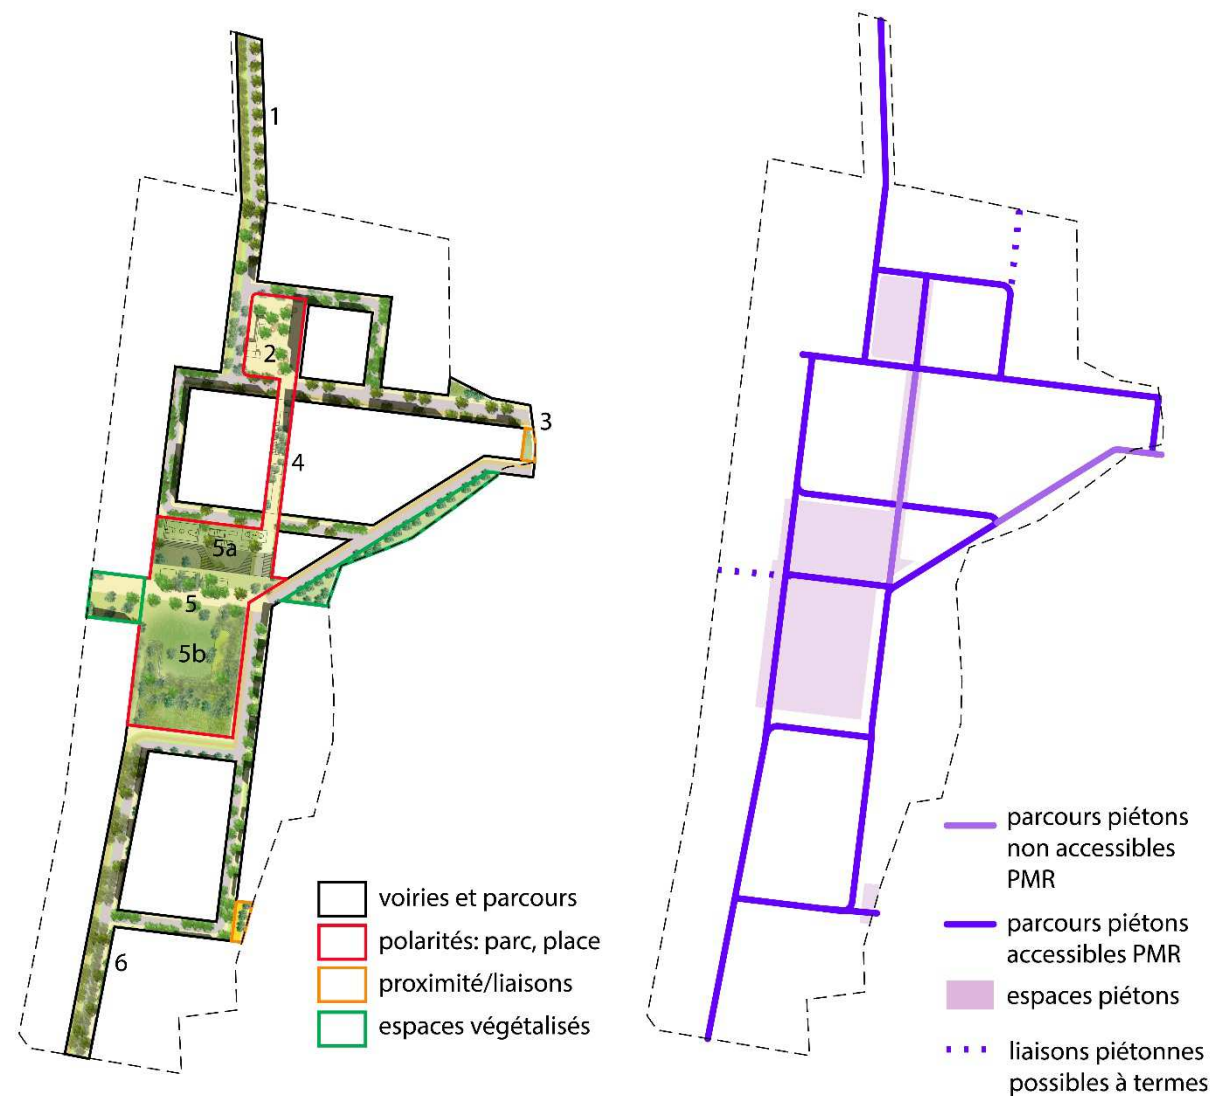 1
2
3
4
5a
5
5b
6
voiries et parcours
polarités: parc, place
proximité/liaisons
espaces végétalisés
parcours piétons
non accessibles
PMR
parcours piétons
accessibles PMR
espaces piétons
liaisons piétonnes
possibles à termes